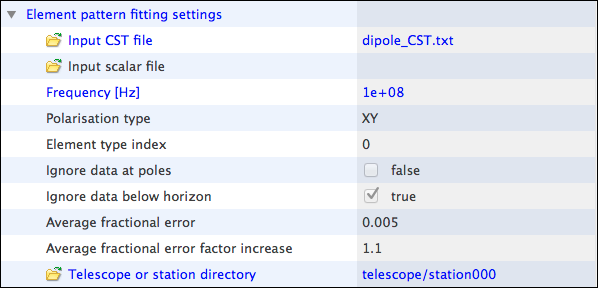 Element pattern fitting settings
Input CST file dipole_CST.txt
Input scalar file
Frequency [Hz] 1e+08
Polarisation type XY
Element type index 0
Ignore data at poles false
Ignore data below horizon true
Average fractional error 0.005
Average fractional error factor increase 1.1
Telescope or station directory telescope/station000